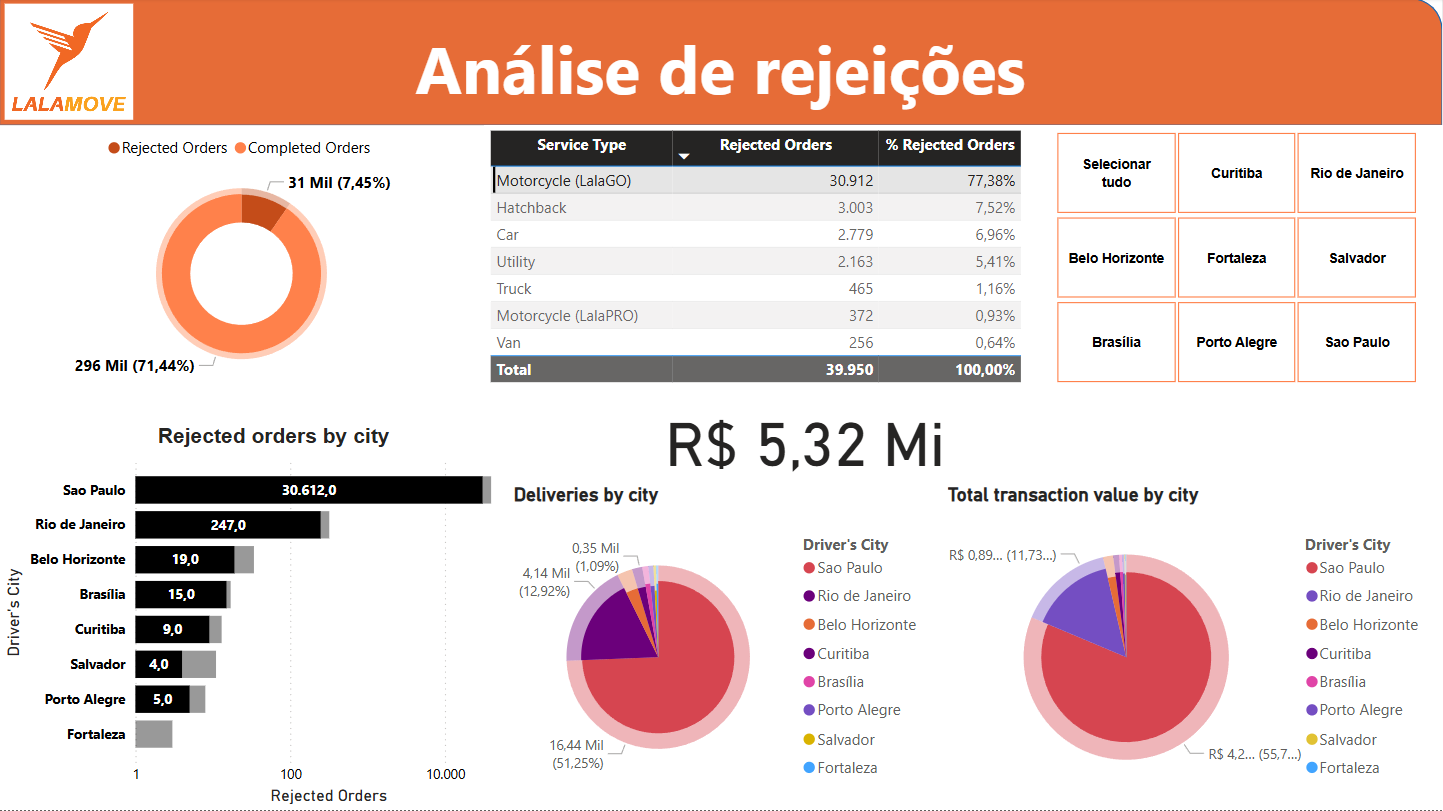 LALAMOVE
Análise de rejeições
Rejected Orders Completed Orders
31 Mil (7,45%)
296 Mil (71,44%)
Service Type Rejected Orders % Rejected Orders
Motorcycle (LalaGO) 30.912 77,38%
Hatchback 3.003 7,52%
Car 2.779 6,96%
Utility 2.163 5,41%
Truck 465 1,16%
Motorcycle (LalaPRO) 372 0,93%
Van 256 0,64%
Total 39.950 100,00%
Selecionar
tudo
Curitiba
Rio de Janeiro
Belo Horizonte
Fortaleza
Salvador
Brasília
Porto Alegre
Sao Paulo
Rejected orders by city
Driver's City
Sao Paulo 30.612,0
Rio de Janeiro 247,0
Belo Horizonte 19,0
Brasília 15,0
Curitiba 9,0
Salvador 4,0
Porto Alegre 5,0
Fortaleza
1 100 10.000
Rejected Orders
R$ 5,32 Mi
Deliveries by city
0,35 Mil
(1,09%)
4,14 Mil
(12,92%)
16,44 Mil
(51,25%)
Driver's City
Sao Paulo
Rio de Janeiro
Belo Horizonte
Curitiba
Brasília
Porto Alegre
Salvador
Fortaleza
Total transaction value by city
R$ 0,89... (11,73...)
R$ 4,2... (55,7...)
Driver's City
Sao Paulo
Rio de Janeiro
Belo Horizonte
Curitiba
Brasília
Porto Alegre
Salvador
Fortaleza